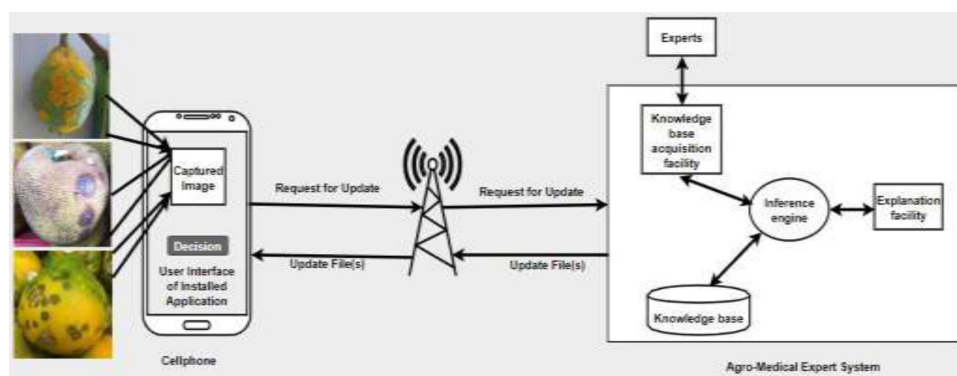 Experts
Knowledge
base
acquisition
facility
Captured
Image
Request for Update
Request for Update
Inference
engine
Explanation
facility
Decision
Update File(s)
Update File(s)
User Interface
of Installed
Application
Knowledge base
Cellphone
Agro-Medical Expert System